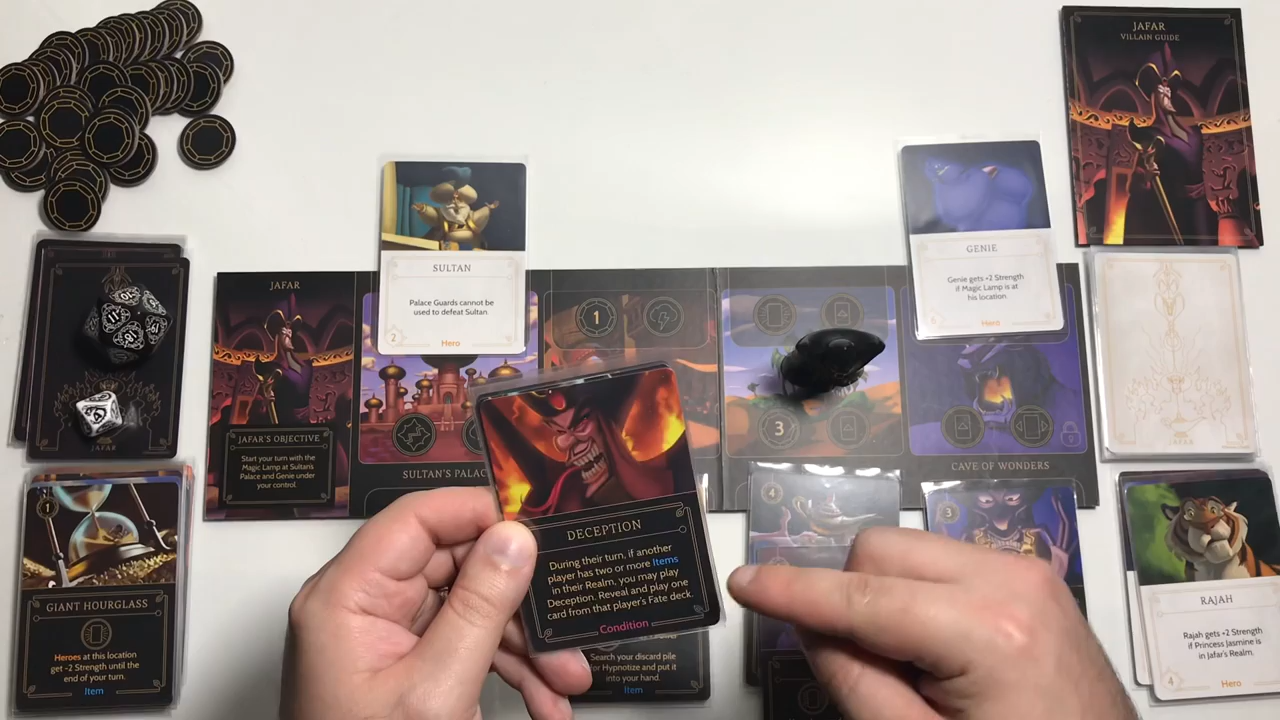 JAFAR
VILLAIN GUIDE
SULTAN
Palace Guards cannot be
used to defeat Sultan.
2
Hero
GENIE
Genie gets +2 Strength
if Magic Lamp is at
his location.
6
Hero
JAFAR
JAFAR'S OBJECTIVE
Start your turn with the
Magic Lamp at Sultan's
Palace and Genie under
your control.
1
3
SULTAN'S PALAC
CAVE OF WONDERS
JAFAR
JAFAR
1
GIANT HOURGLASS
Heroes at this location
get -2 Strength until the
end of your turn.
Item
DECEPTION
During their turn, if another
player has two or more Items
in their Realm, you may play
Deception. Reveal and play one
card from that player's Fate deck.
Condition
Search your discard pile
for Hypnotize and put it
into your hand.
Item
4
3
RAJAH
Rajah gets +2 Strength
if Princess Jasmine is
in Jafar's Realm.
4
Hero